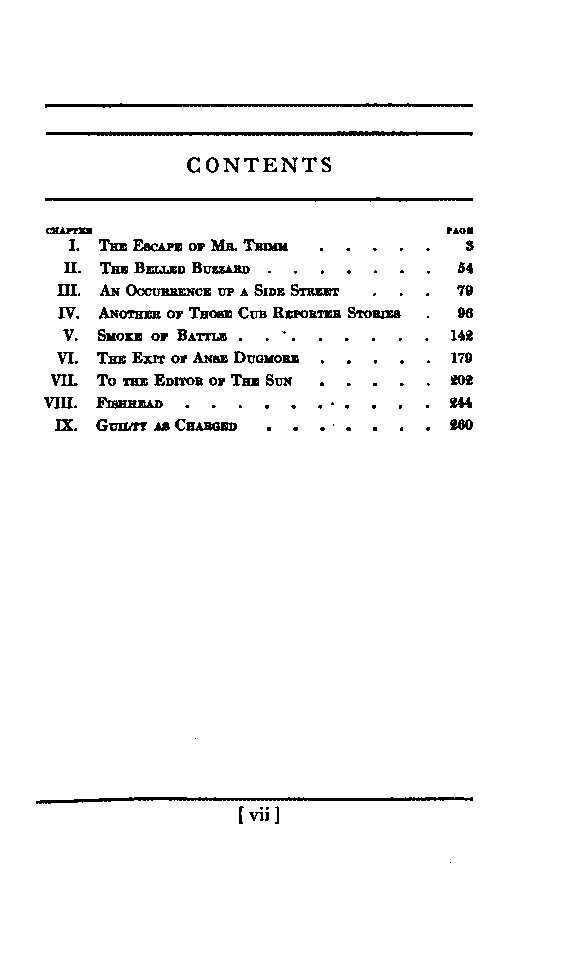 CONTENTS
CHAPTER PAGE
I. THE ESCAPE OF MR. TRIMM . . . . . 3
II. THE BELLED BUZZARD . . . . . . . 54
III. AN OCCURRENCE UP A SIDE STREET . . . 79
IV. ANOTHER OF THOSE CUB REPORTER STORIES . 96
V. SMOKE OF BATTLE . . . . . . . . 142
VI. THE EXIT OF ANSE DUGMORE . . . . . 179
VII. TO THE EDITOR OF THE SUN . . . . . 202
VIII. FISHHEAD . . . . . . . . . . 244
IX. GUILTY AS CHARGED . . . . . . . 260
[ vii ]